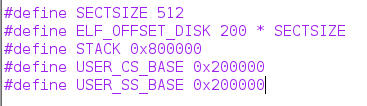 #define SECTSIZE 512
#define ELF_OFFSET_DISK 200 * SECTSIZE
#define STACK 0x800000
#define USER_CS_BASE 0x200000
#define USER_SS_BASE 0x200000